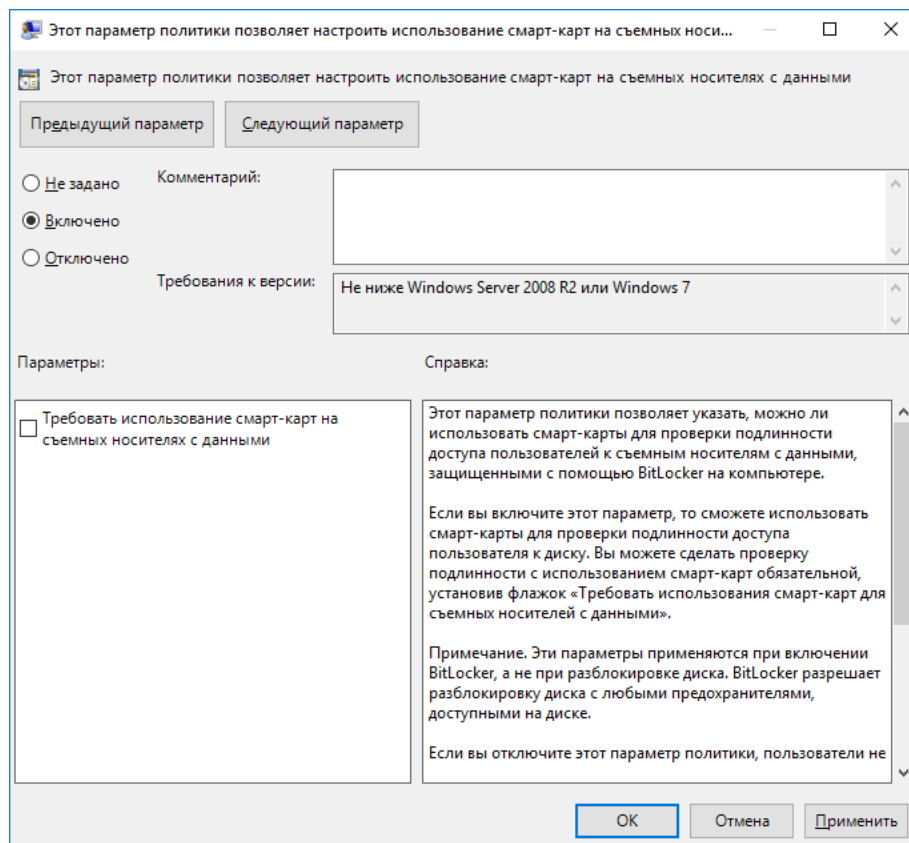 Этот параметр политики позволяет настроить использование смарт-карт на съемных носи...
Этот параметр политики позволяет настроить использование смарт-карт на съемных носителях с данными
Предыдущий параметр
Следующий параметр
Не задано
Включено
Отключено
Комментарий:
Требования к версии:
Не ниже Windows Server 2008 R2 или Windows 7
Параметры:
Справка:
Требовать использование смарт-карт на
съемных носителях с данными
Этот параметр политики позволяет указать, можно ли
использовать смарт-карты для проверки подлинности
доступа пользователей к съемным носителям с данными,
защищенными с помощью BitLocker на компьютере.
Если вы включите этот параметр, то сможете использовать
смарт-карты для проверки подлинности доступа
пользователя к диску. Вы можете сделать проверку
подлинности с использованием смарт-карт обязательной,
установив флажок «Требовать использования смарт-карт для
съемных носителей с данными».
Примечание. Эти параметры применяются при включении
BitLocker, а не при разблокировке диска. BitLocker разрешает
разблокировку диска с любыми предохранителями,
доступными на диске.
Если вы отключите этот параметр политики, пользователи не
ОК
Отмена
Применить